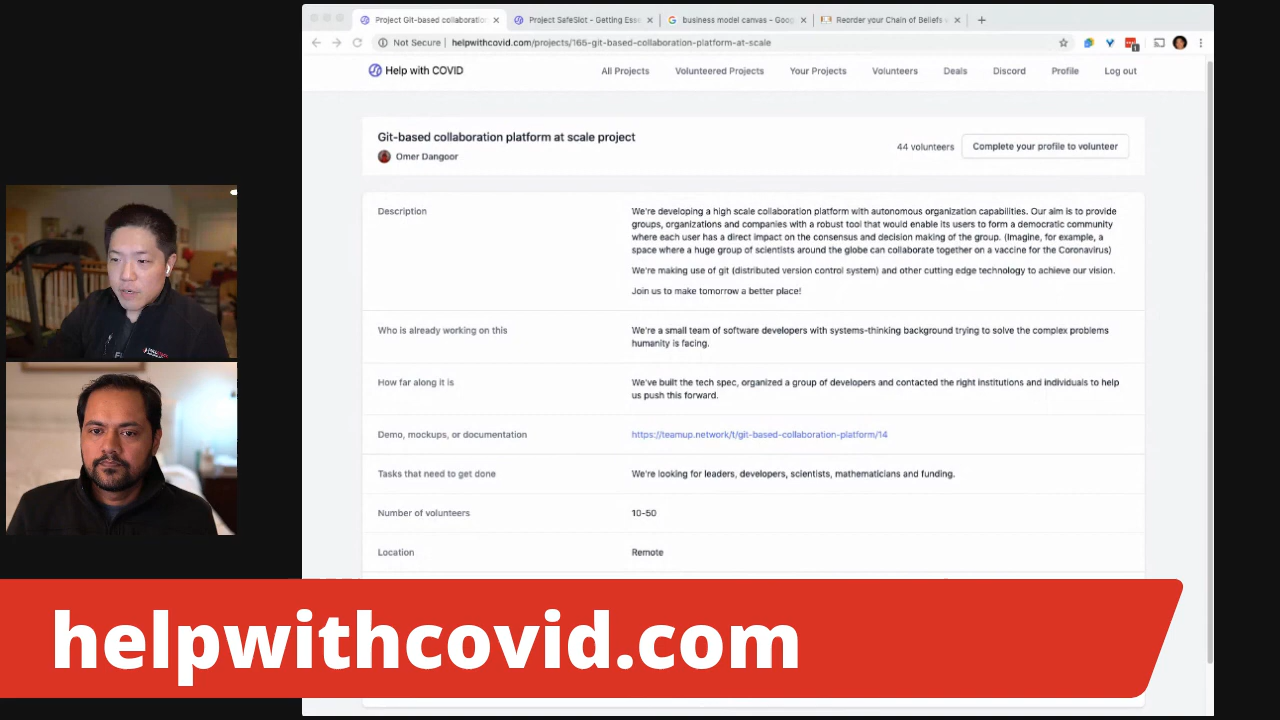 Project Git-based collaboratio
Project SafeSlot - Getting Esse
business model canvas - Goog
Reorder your Chain of Beliefs
Not Secure
helpwithcovid.com/projects/165-git-based-collaboration-platform-at-scale
Help with COVID
All Projects
Volunteered Projects
Your Projects
Volunteers
Deals
Discord
Profile
Log out
Git-based collaboration platform at scale project
Omer Dangoor
44 volunteers
Complete your profile to volunteer
Description
We're developing a high scale collaboration platform with autonomous organization capabilities. Our aim is to provide
groups, organizations and companies with a robust tool that would enable its users to form a democratic community
where each user has a direct impact on the consensus and decision making of the group. (Imagine, for example, a
space where a huge group of scientists around the globe can collaborate together on a vaccine for the Coronavirus)
We're making use of git (distributed version control system) and other cutting edge technology to achieve our vision.
Join us to make tomorrow a better place!
Who is already working on this
We're a small team of software developers with systems-thinking background trying to solve the complex problems
humanity is facing.
How far along it is
We've built the tech spec, organized a group of developers and contacted the right institutions and individuals to help
us push this forward.
Demo, mockups, or documentation
https://teamup.network/t/git-based-collaboration-platform/14
Tasks that need to get done
We're looking for leaders, developers, scientists, mathematicians and funding.
Number of volunteers
10-50
Location
Remote
helpwithcovid.com